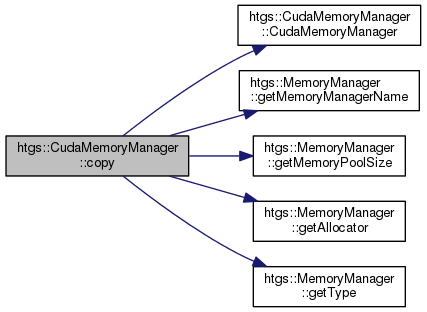 htgs::CudaMemoryManager
::CudaMemoryManager
htgs::MemoryManager
::getMemoryManagerName
htgs::CudaMemoryManager
::copy
htgs::MemoryManager
::getMemoryPoolSize
htgs::MemoryManager
::getAllocator
htgs::MemoryManager
::getType